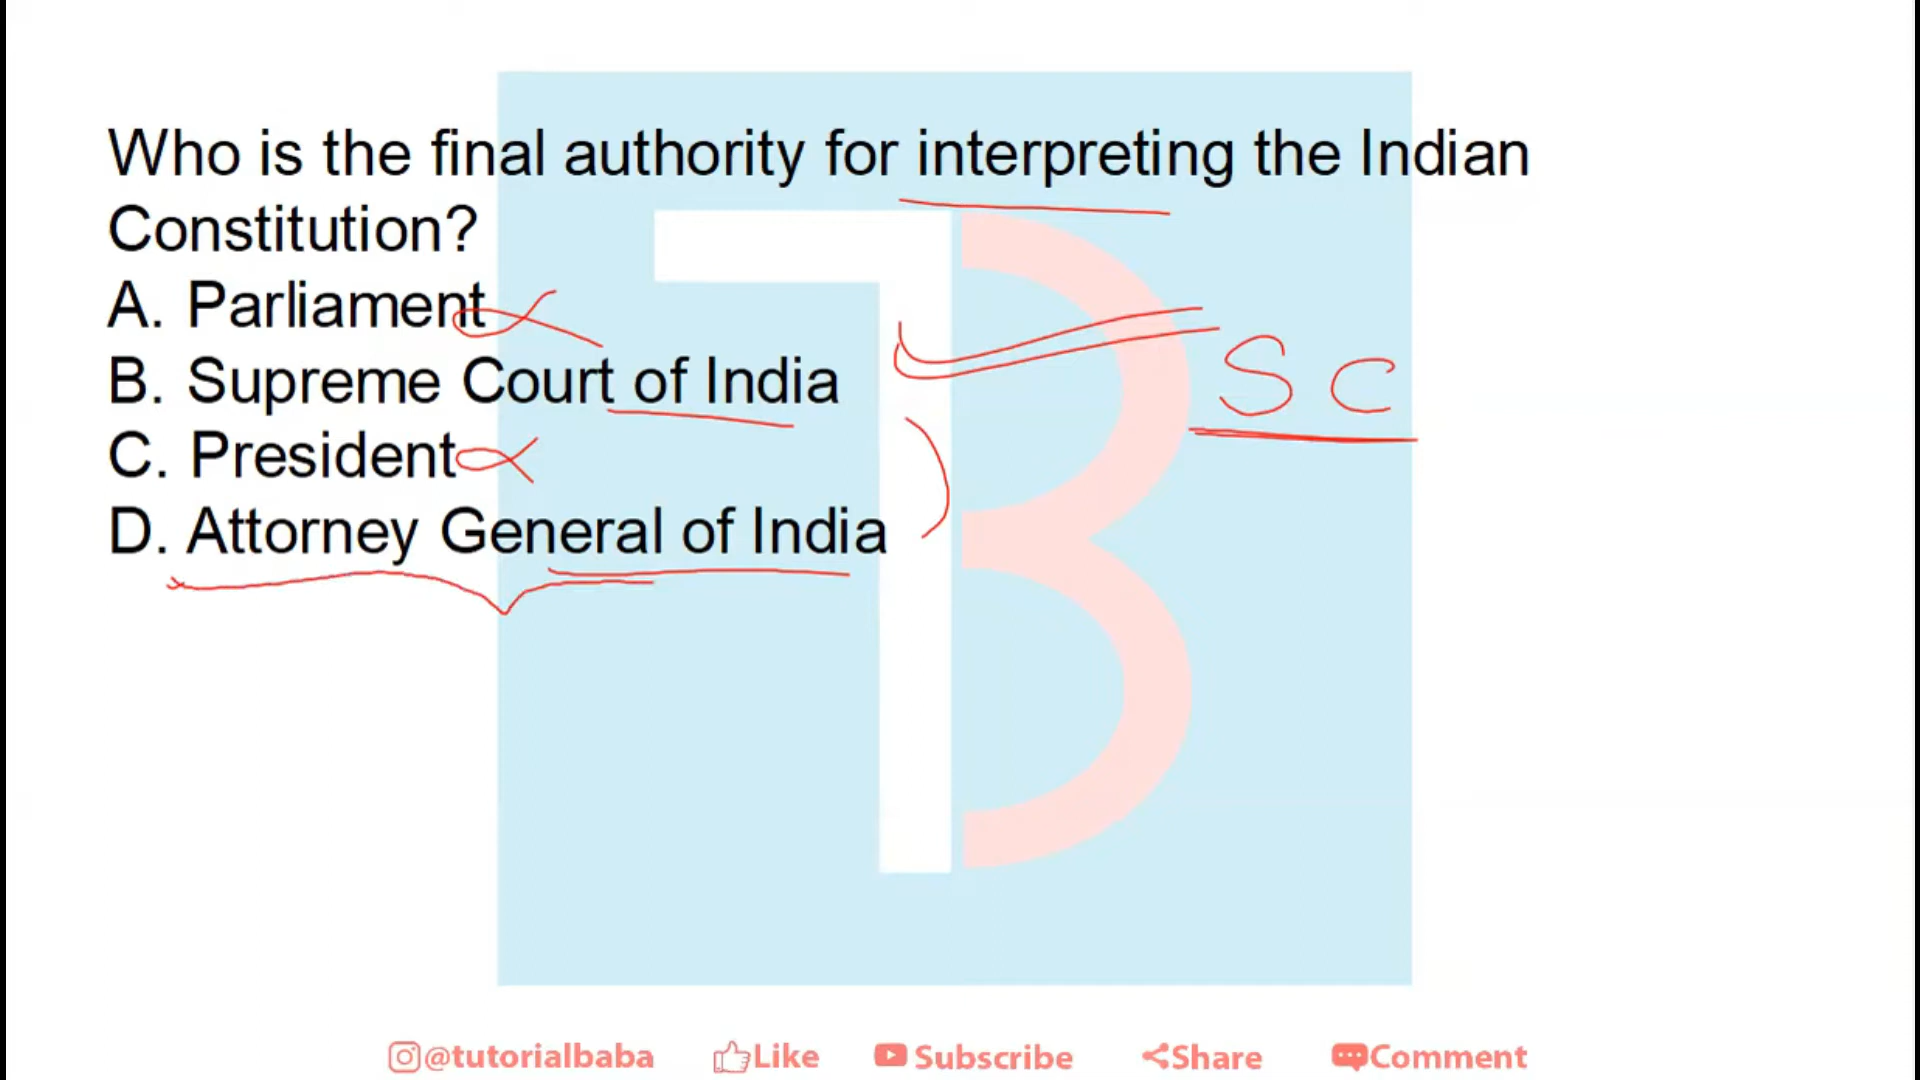 Who is the final authority for interpreting the Indian
Constitution?
A. Parliament
B. Supreme Court of India
SC
C. President
D. Attorney General of India
@tutorialbaba Like Subscribe Share Comment